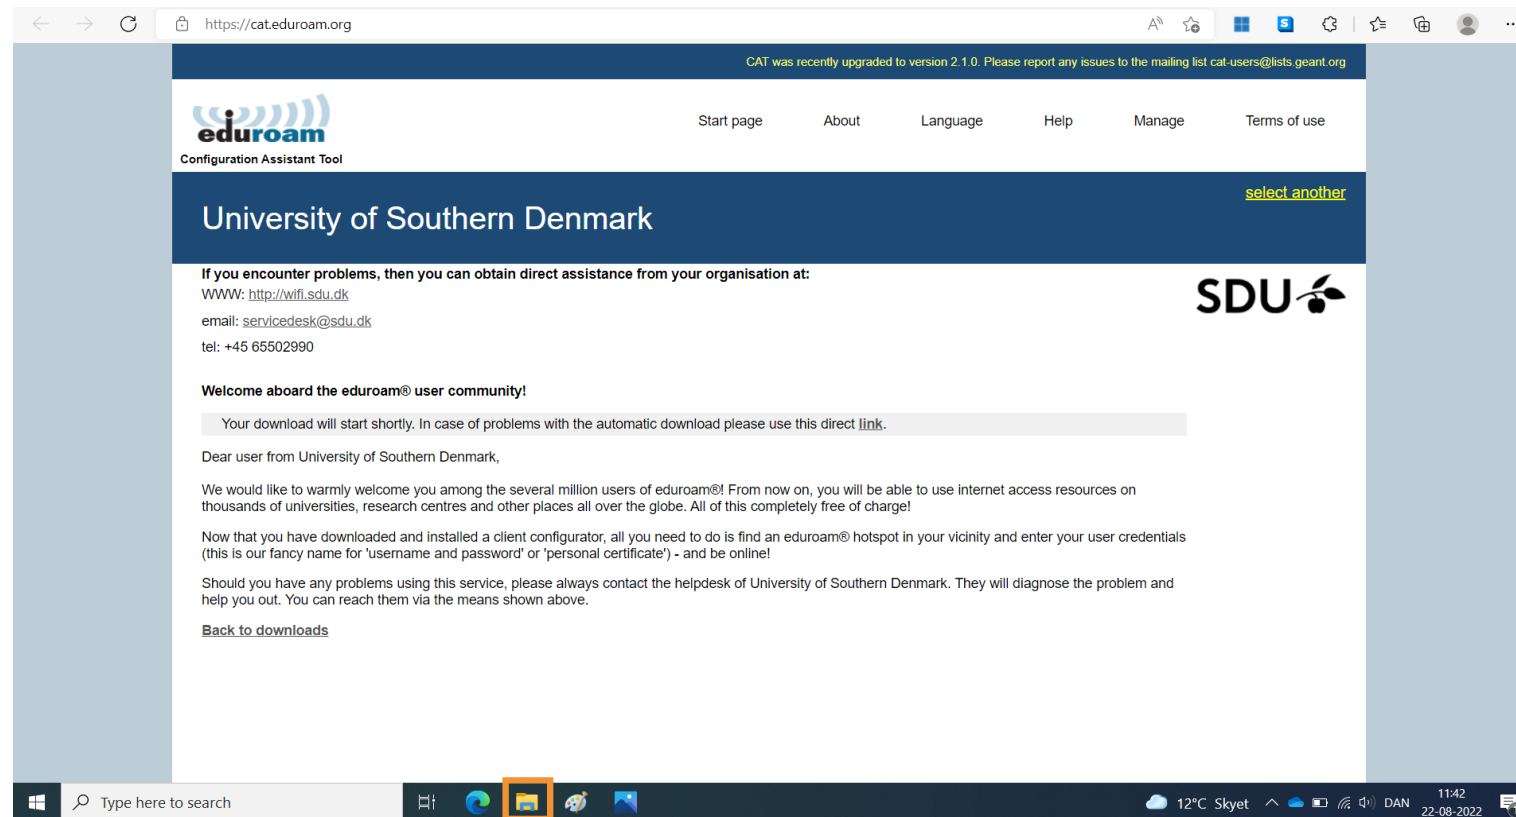 https://cat.eduroam.org
CAT was recently upgraded to version 2.1.0. Please report any issues to the mailing list cat-users@lists.geant.org
eduroam
Configuration Assistant Tool
Start page About Language Help Manage Terms of use
select another
University of Southern Denmark
If you encounter problems, then you can obtain direct assistance from your organisation at:
WWW: http://wifi.sdu.dk
email: servicedesk@sdu.dk
tel: +45 65502990
SDU
Welcome aboard the eduroam® user community!
Your download will start shortly. In case of problems with the automatic download please use this direct link.
Dear user from University of Southern Denmark,
We would like to warmly welcome you among the several million users of eduroam®! From now on, you will be able to use internet access resources on
thousands of universities, research centres and other places all over the globe. All of this completely free of charge!
Now that you have downloaded and installed a client configurator, all you need to do is find an eduroam® hotspot in your vicinity and enter your user credentials
(this is our fancy name for 'username and password' or 'personal certificate') - and be online!
Should you have any problems using this service, please always contact the helpdesk of University of Southern Denmark. They will diagnose the problem and
help you out. You can reach them via the means shown above.
Back to downloads
Type here to search
12°C Skyet
DAN
11:42
22-08-2022